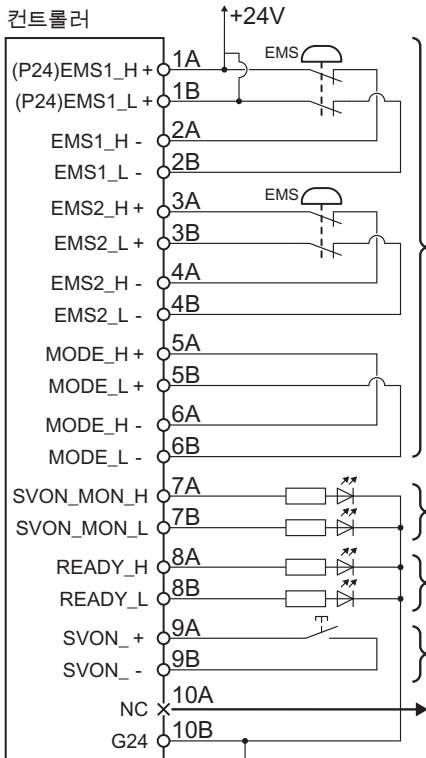 컨트롤러
+24V
(P24)EMS1_H + 1A EMS
(P24)EMS1_L + 1B
EMS1_H - 2A
EMS1_L - 2B
EMS2_H + 3A EMS
EMS2_L + 3B
EMS2_H - 4A
EMS2_L - 4B
MODE_H + 5A
MODE_L + 5B
MODE_H - 6A
MODE_L - 6B
SVON_MON_H 7A
SVON_MON_L 7B
READY_H 8A
READY_L 8B
SVON_ + 9A
SVON_ - 9B
NC 10A
G24 10B